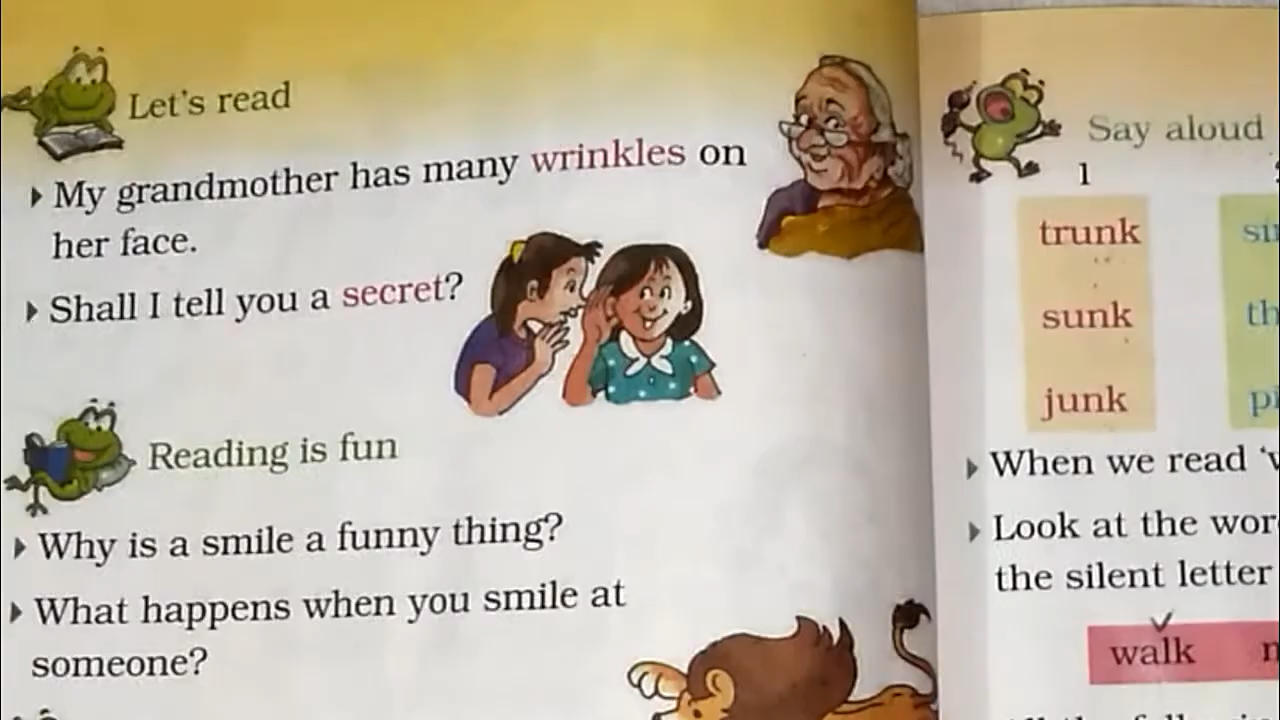 Let's read
My grandmother has many wrinkles on
her face.
Shall I tell you a secret?
Reading is fun
Why is a smile a funny thing?
What happens when you smile at
someone?
Say aloud
1
trunk
sunk
junk
When we read
Look at the
the silent letter
walk